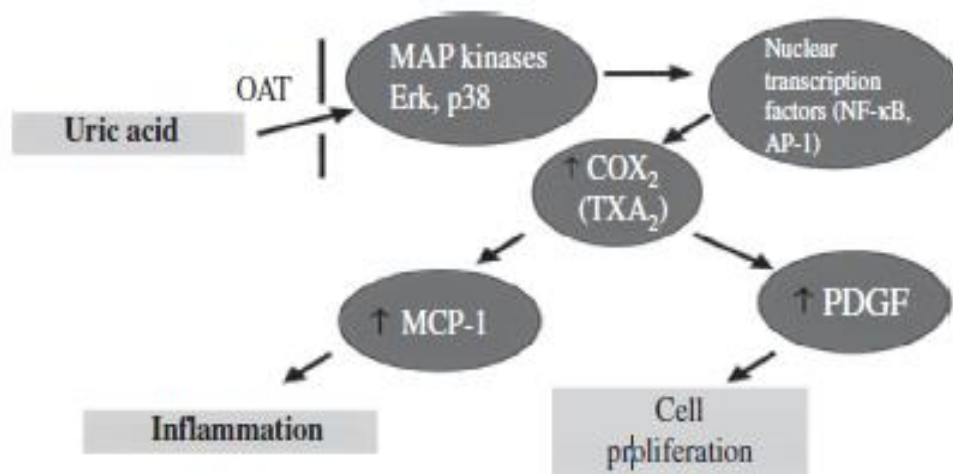 OAT
Uric acid
MAP kinases
Erk, p38
Nuclear
transcription
factors (NF-κB,
AP-1)
↑ COX₂
(TXA₂)
↑ MCP-1
↑ PDGF
Inflammation
Cell
proliferation